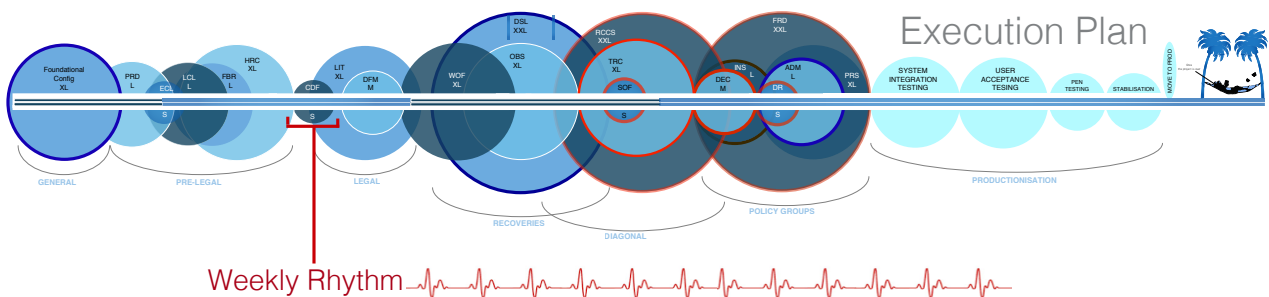 Execution Plan
Foundational
Config
XL
PRD
L
ECL
S
LCL
L
FBR
L
HRC
XL
CDF
S
LIT
XL
DFM
M
WOF
XL
DSL
XXL
OBS
XL
RCCS
XXL
TRC
XL
SOF
S
DEC
M
INS
L
FRD
XXL
ADM
L
DR
S
PRS
XL
SYSTEM
INTEGRATION
TESTING
USER
ACCEPTANCE
TESING
PEN
TESTING
STABILISATION
MOVE TO PROD
GENERAL
PRE-LEGAL
LEGAL
RECOVERIES
DIAGONAL
POLICY GROUPS
PRODUCTIONISATION
Weekly Rhythm